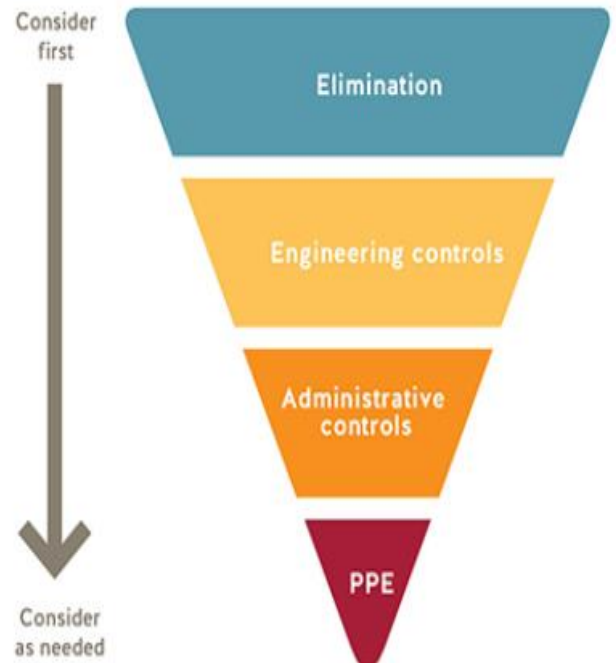 Consider
first
Elimination
Engineering controls
Administrative
controls
PPE
Consider
as needed